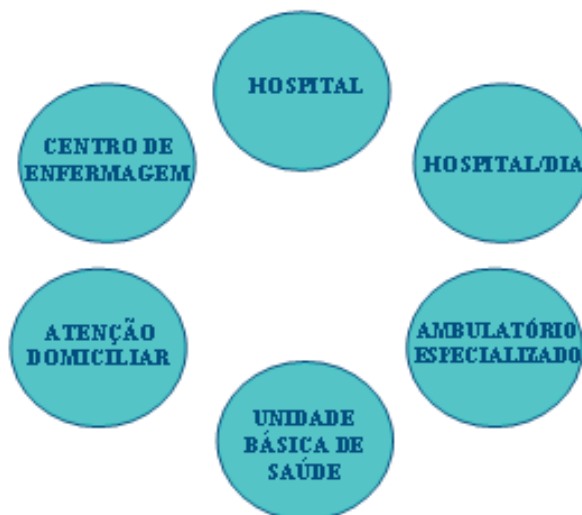 HOSPITAL
CENTRO DE
ENFERMAGEM
HOSPITAL/DIA
ATENÇÃO
DOMICILIAR
AMBULATÓRIO
ESPECIALIZADO
UNIDADE
BÁSICA DE
SAÚDE